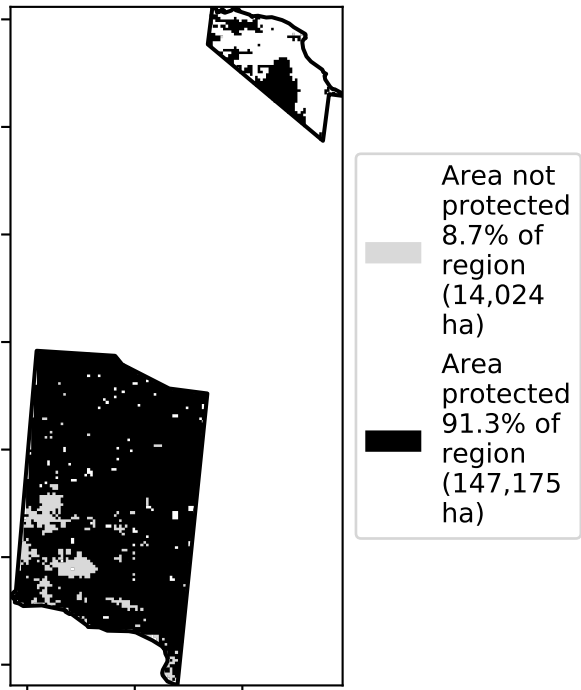 Area not
protected
8.7% of
region
(14,024
ha)
Area
protected
91.3% of
region
(147,175
ha)